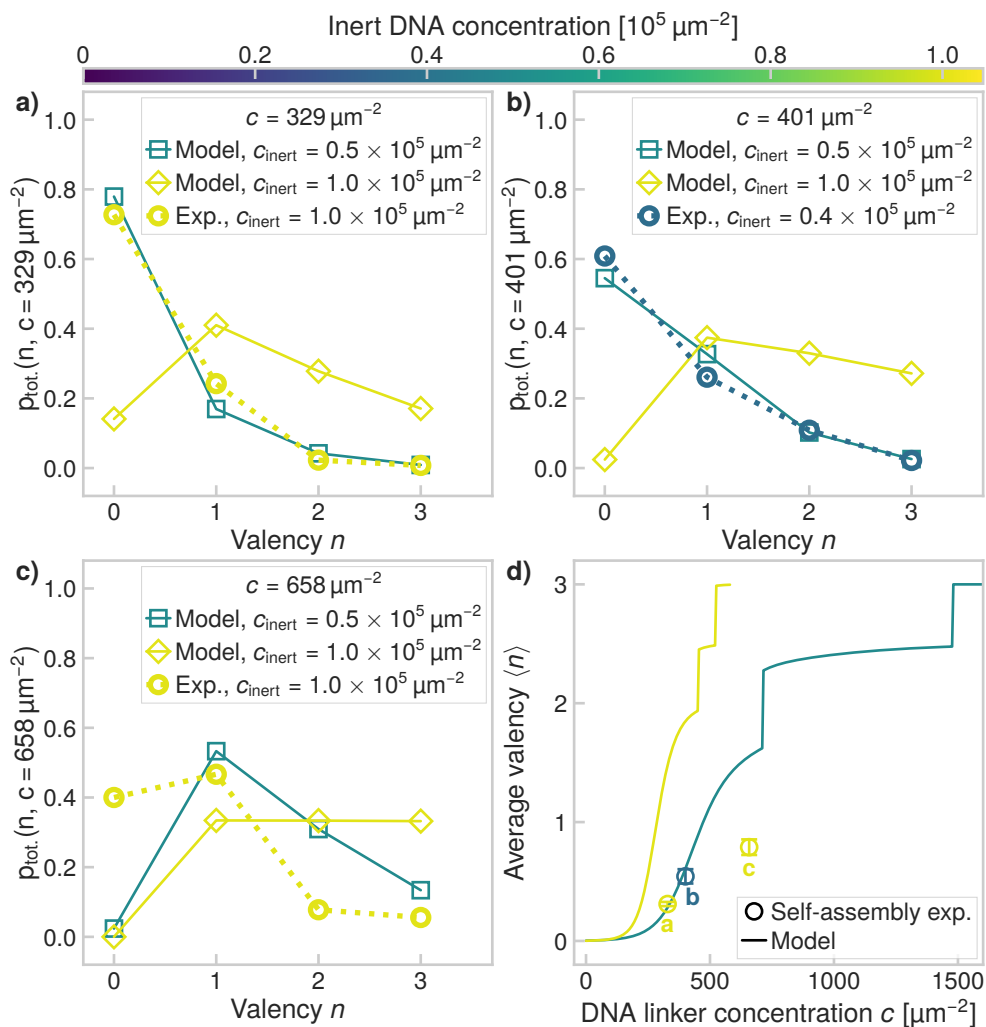 Inert DNA concentration [10⁵ μm⁻²]
0 0.2 0.4 0.6 0.8 1.0
a)
c = 329 μm⁻²
Model, c_inert = 0.5 × 10⁵ μm⁻²
Model, c_inert = 1.0 × 10⁵ μm⁻²
Exp., c_inert = 1.0 × 10⁵ μm⁻²
p_tot.(n, c = 329 μm⁻²)
1.0
0.8
0.6
0.4
0.2
0.0
0 1 2 3
Valency n
b)
c = 401 μm⁻²
Model, c_inert = 0.5 × 10⁵ μm⁻²
Model, c_inert = 1.0 × 10⁵ μm⁻²
Exp., c_inert = 0.4 × 10⁵ μm⁻²
p_tot.(n, c = 401 μm⁻²)
1.0
0.8
0.6
0.4
0.2
0.0
0 1 2 3
Valency n
c)
c = 658 μm⁻²
Model, c_inert = 0.5 × 10⁵ μm⁻²
Model, c_inert = 1.0 × 10⁵ μm⁻²
Exp., c_inert = 1.0 × 10⁵ μm⁻²
p_tot.(n, c = 658 μm⁻²)
1.0
0.8
0.6
0.4
0.2
0.0
0 1 2 3
Valency n
d)
Average valency ⟨n⟩
3
2
1
0
a
b
c
Self-assembly exp.
Model
0 500 1000 1500
DNA linker concentration c [μm⁻²]